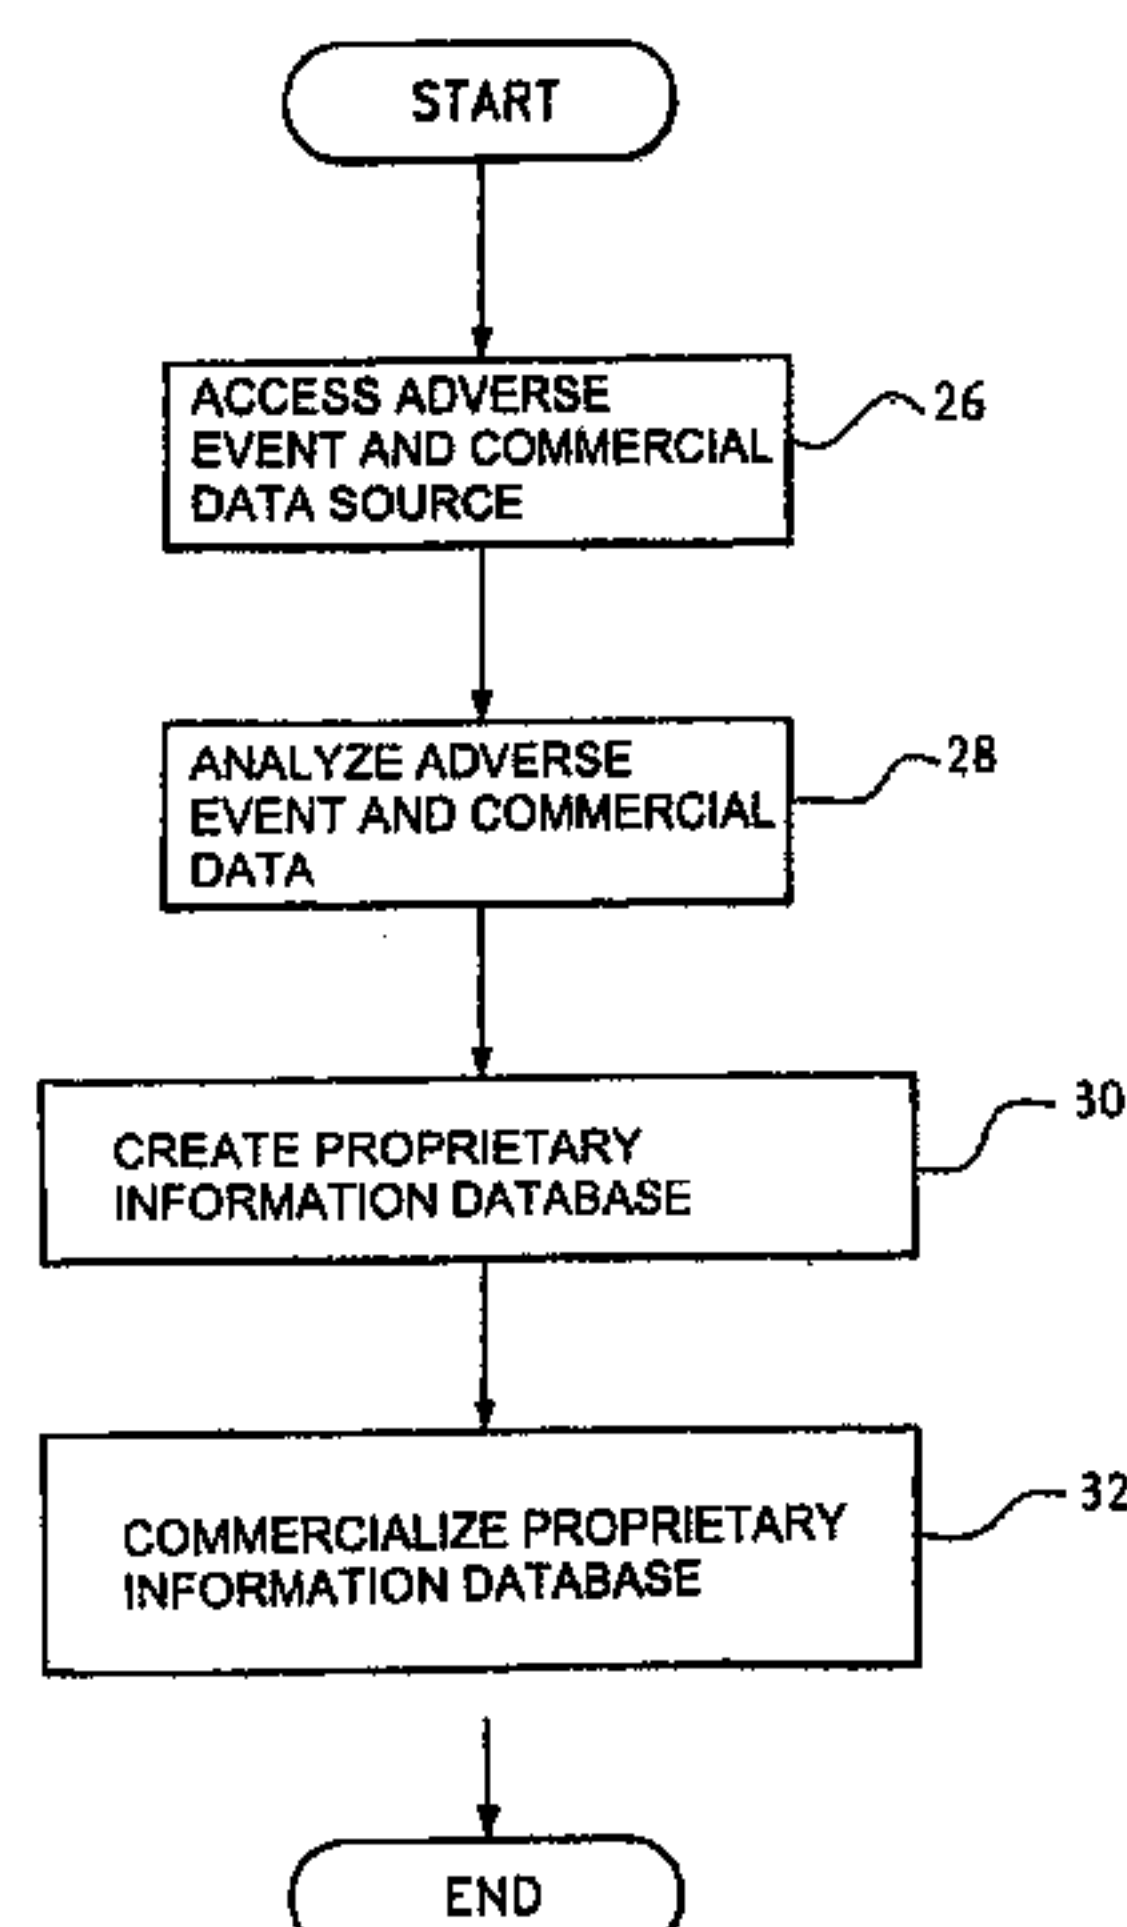 START
ACCESS ADVERSE
EVENT AND COMMERCIAL
DATA SOURCE
26
ANALYZE ADVERSE
EVENT AND COMMERCIAL
DATA
28
CREATE PROPRIETARY
INFORMATION DATABASE
30
COMMERCIALIZE PROPRIETARY
INFORMATION DATABASE
32
END